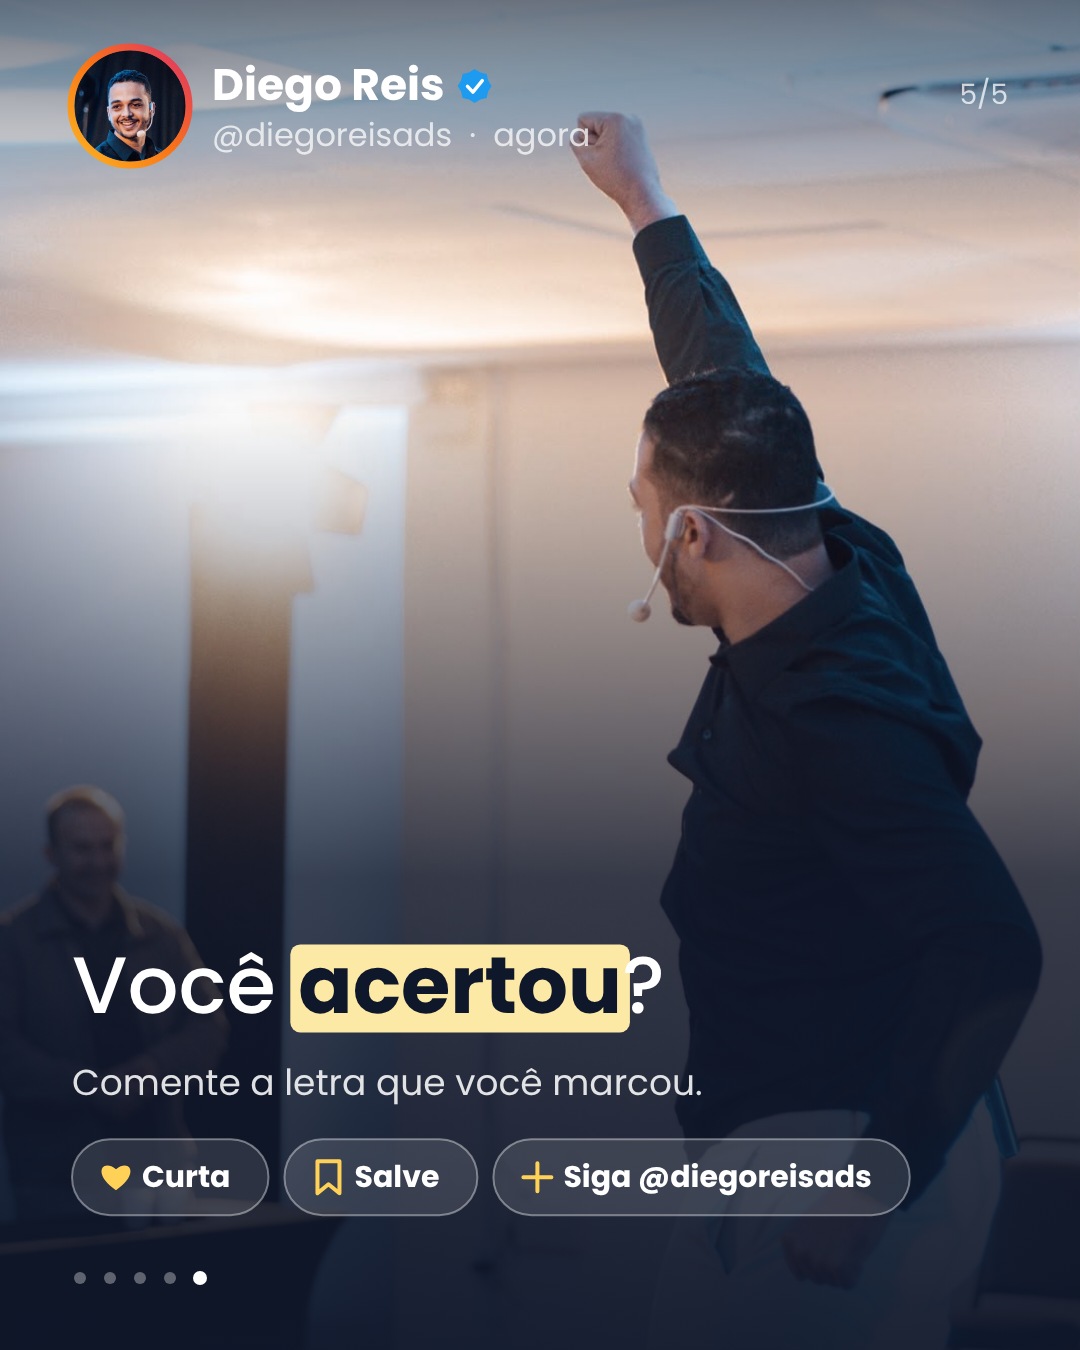 Diego Reis
@diegoreisads · agora
5/5
Você acertou?
Comente a letra que você marcou.
Curta
Salve
Siga @diegoreisads